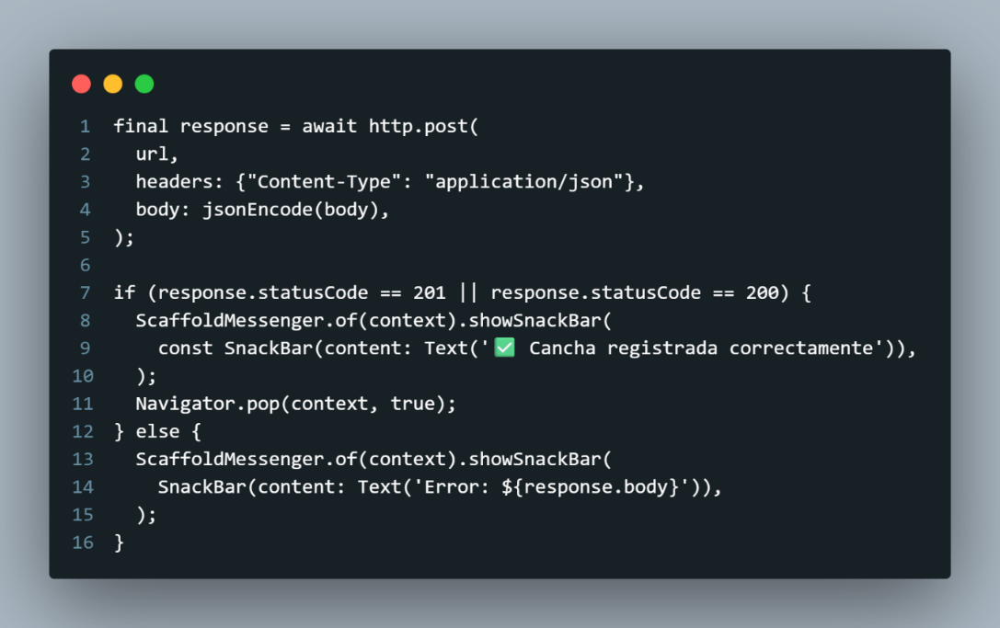 1 final response = await http.post(
2   url,
3   headers: {"Content-Type": "application/json"},
4   body: jsonEncode(body),
5 );
6
7 if (response.statusCode == 201 || response.statusCode == 200) {
8   ScaffoldMessenger.of(context).showSnackBar(
9     const SnackBar(content: Text('✅ Cancha registrada correctamente')),
10   );
11   Navigator.pop(context, true);
12 } else {
13   ScaffoldMessenger.of(context).showSnackBar(
14     SnackBar(content: Text('Error: ${response.body}')),
15   );
16 }